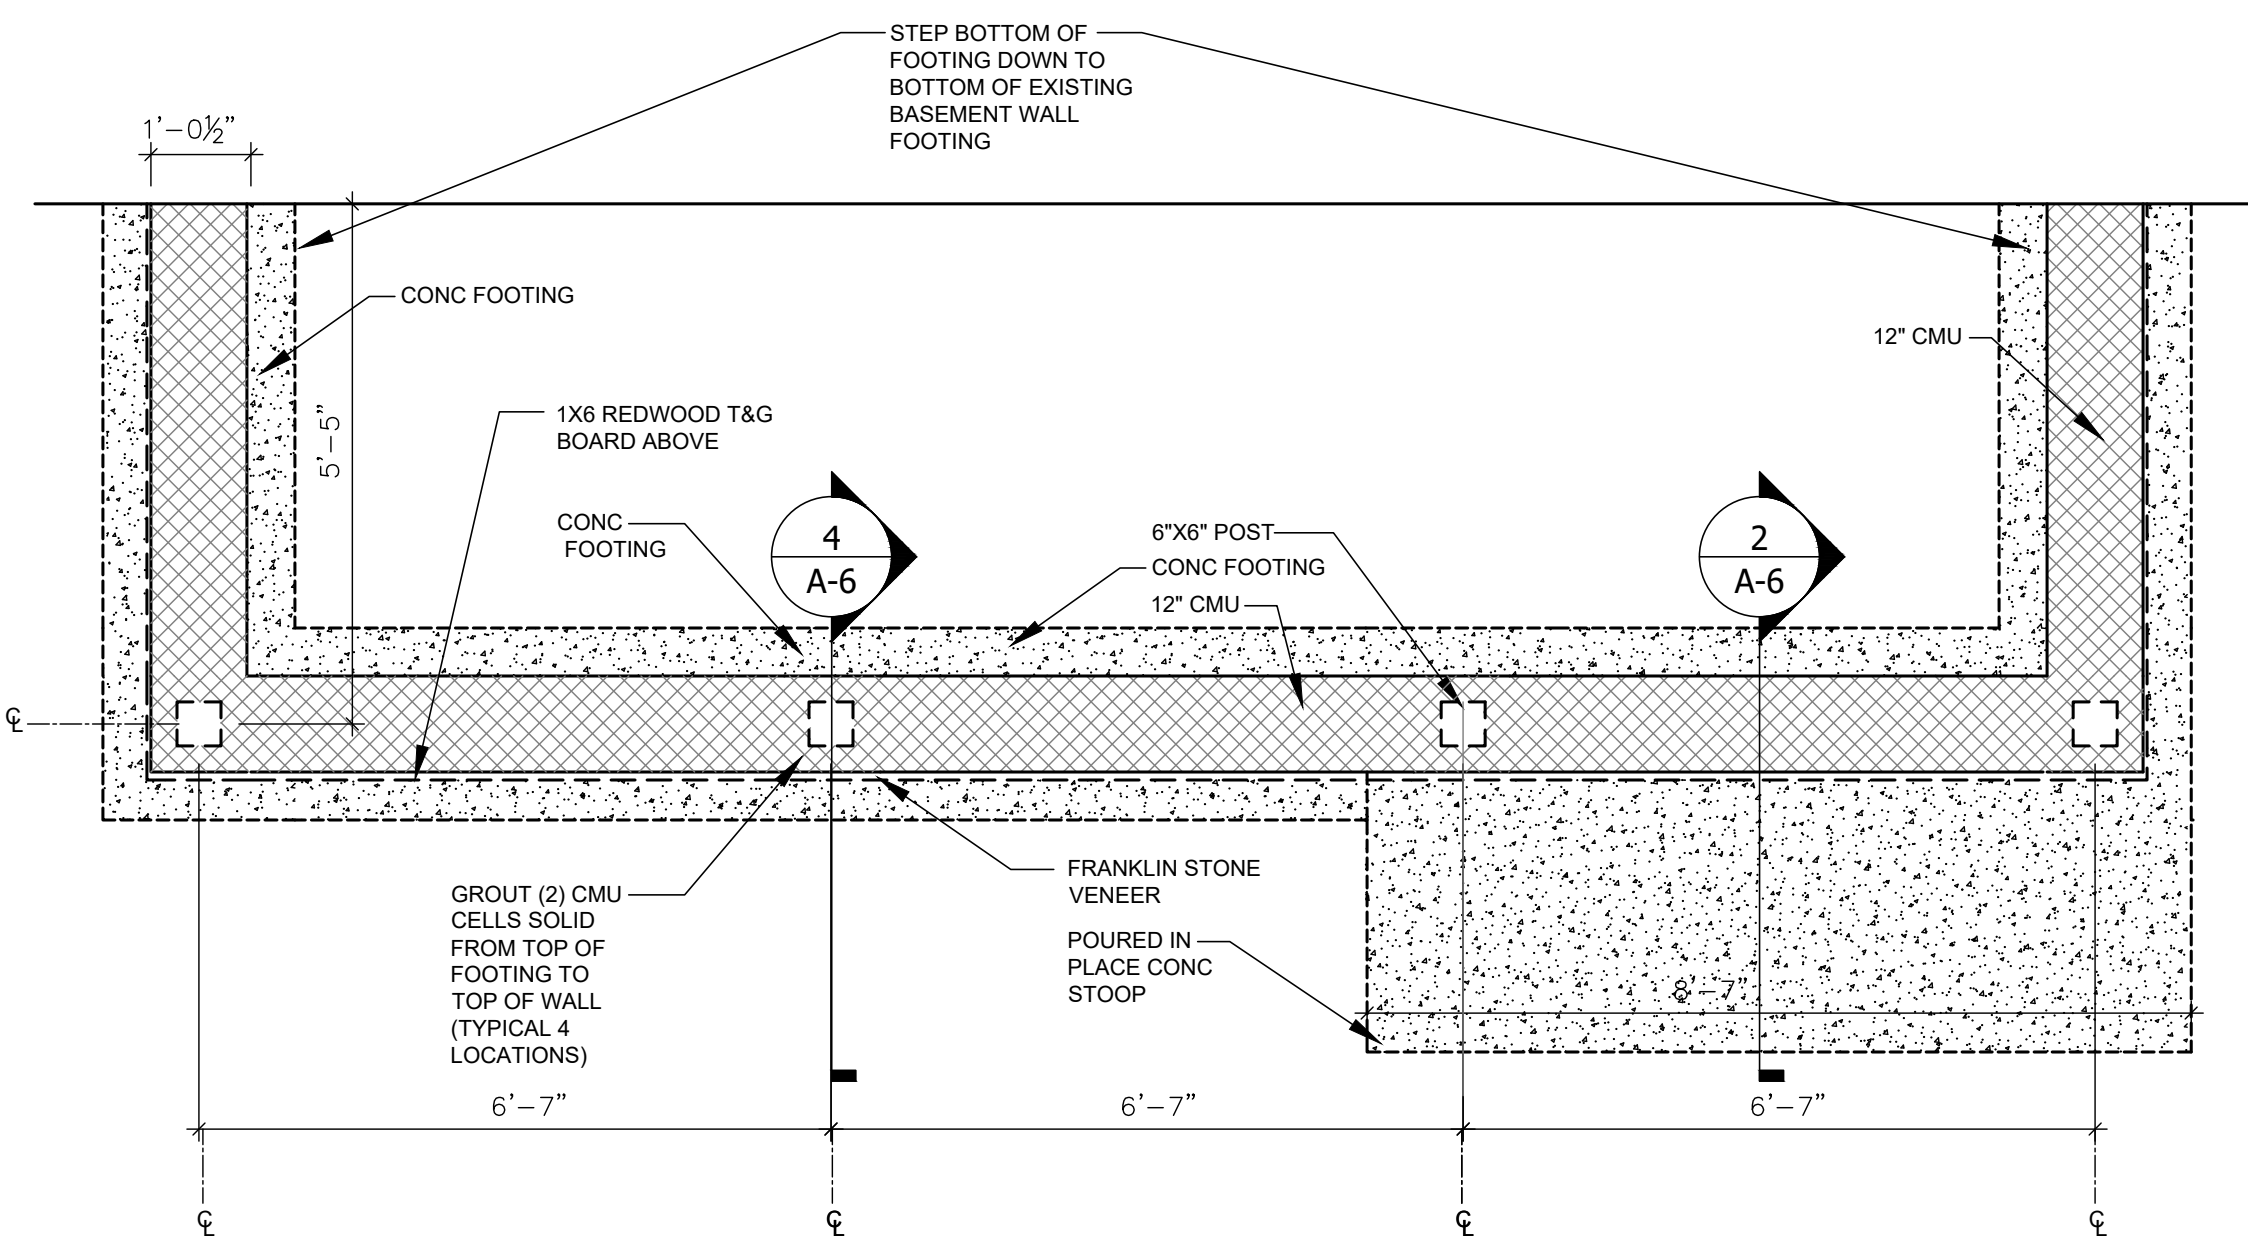 STEP BOTTOM OF
FOOTING DOWN TO
BOTTOM OF EXISTING
BASEMENT WALL
FOOTING
1'-0½"
CONC FOOTING
12" CMU
5'-5"
1X6 REDWOOD T&G
BOARD ABOVE
CONC
FOOTING
4
A-6
6"X6" POST
CONC FOOTING
12" CMU
2
A-6
℄
GROUT (2) CMU
CELLS SOLID
FROM TOP OF
FOOTING TO
TOP OF WALL
(TYPICAL 4
LOCATIONS)
FRANKLIN STONE
VENEER
POURED IN
PLACE CONC
STOOP
8'-7"
6'-7"
6'-7"
6'-7"
℄
℄
℄
℄